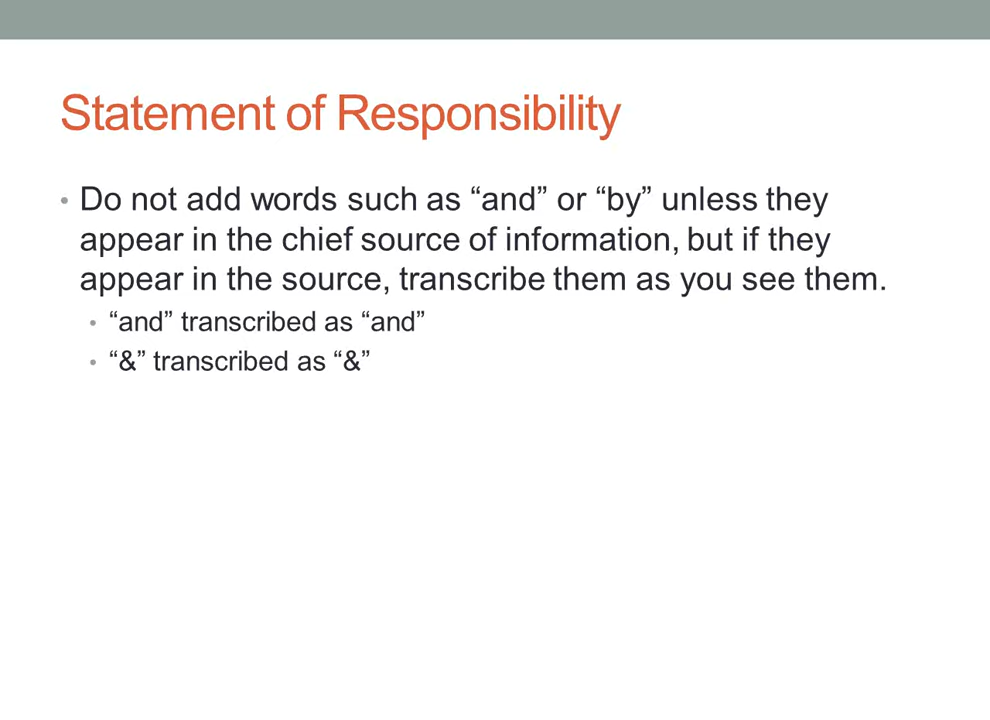 Statement of Responsibility
• Do not add words such as “and” or “by” unless they
appear in the chief source of information, but if they
appear in the source, transcribe them as you see them.
• “and” transcribed as “and”
• “&” transcribed as “&”